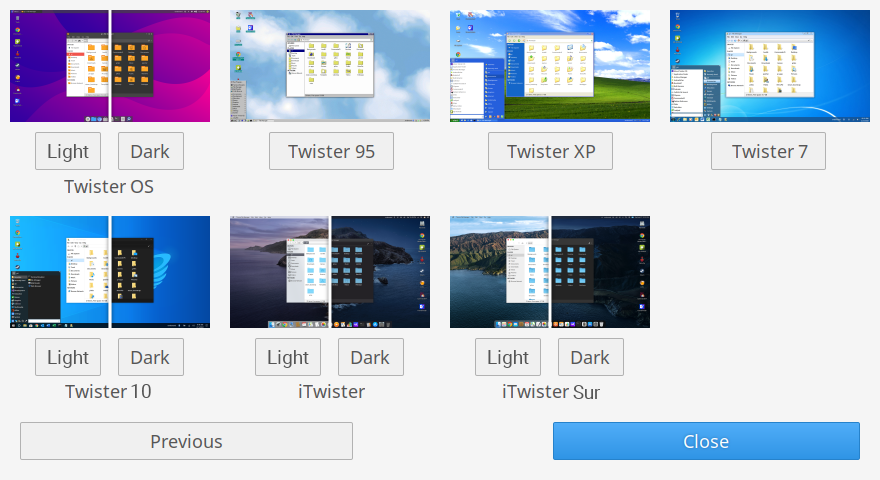 Light Dark Twister 95 Twister XP Twister 7
Twister OS
Light Dark Light Dark Light Dark
Twister 10 iTwister iTwister Sur
Previous Close